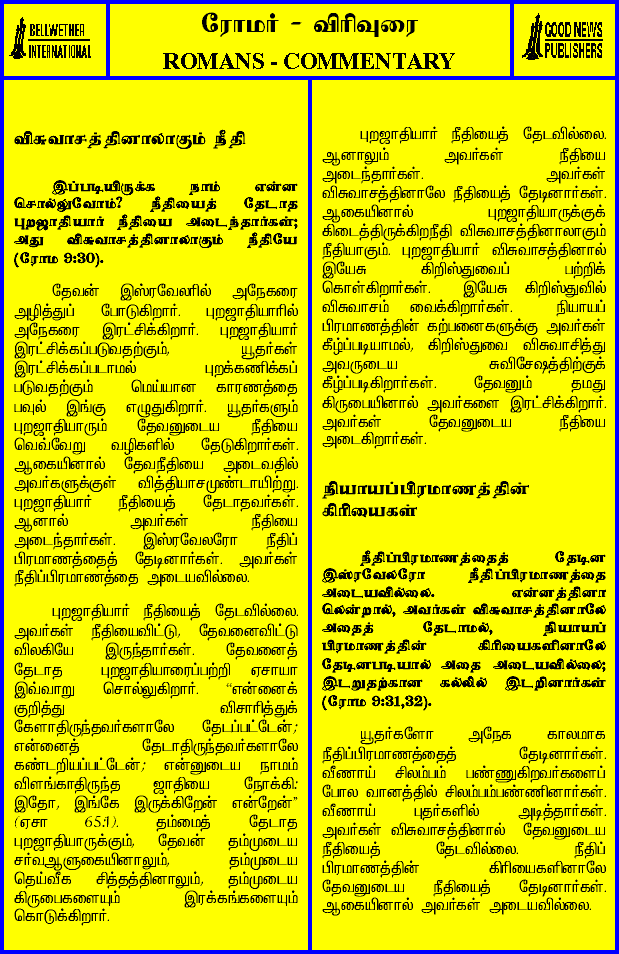 BELLWETHER
INTERNATIONAL
ரோமர் - விரிவுரை
ROMANS - COMMENTARY
GOOD NEWS
PUBLISHERS
விசுவாசத்தினாலாகும் நீதி
இப்படியிருக்க நாம் என்ன
சொல்லுவோம்? நீதியைத் தேடாத
புறஜாதியார் நீதியை அடைந்தார்கள்;
அது விசுவாசத்தினாலாகும் நீதியே
(ரோம 9:30).
தேவன் இஸ்ரவேலரில் அநேகரை
அழித்துப் போடுகிறார். புறஜாதியாரில்
அநேகரை இரட்சிக்கிறார். புறஜாதியார்
இரட்சிக்கப்படுவதற்கும், யூதர்கள்
இரட்சிக்கப்படாமல் புறக்கணிக்கப்
படுவதற்கும் மெய்யான காரணத்தை
பவுல் இங்கு எழுதுகிறார். யூதர்களும்
புறஜாதியாரும் தேவனுடைய நீதியை
வெவ்வேறு வழிகளில் தேடுகிறார்கள்.
ஆகையினால் தேவநீதியை அடைவதில்
அவர்களுக்குள் வித்தியாசமுண்டாயிற்று.
புறஜாதியார் நீதியைத் தேடாதவர்கள்.
ஆனால் அவர்கள் நீதியை
அடைந்தார்கள். இஸ்ரவேலரோ நீதிப்
பிரமாணத்தைத் தேடினார்கள். அவர்கள்
நீதிப்பிரமாணத்தை அடையவில்லை.
புறஜாதியார் நீதியைத் தேடவில்லை.
அவர்கள் நீதியைவிட்டு, தேவனைவிட்டு
விலகியே இருந்தார்கள். தேவனைத்
தேடாத புறஜாதியாரைப்பற்றி ஏசாயா
இவ்வாறு சொல்லுகிறார். “என்னைக்
குறித்து விசாரித்துக்
கேளாதிருந்தவர்களாலே தேடப்பட்டேன்;
என்னைத் தேடாதிருந்தவர்களாலே
கண்டறியப்பட்டேன்; என்னுடைய நாமம்
விளங்காதிருந்த ஜாதியை நோக்கி:
இதோ, இங்கே இருக்கிறேன் என்றேன்”
(ஏசா 65:1). தம்மைத் தேடாத
புறஜாதியாருக்கும், தேவன் தம்முடைய
சர்வஆளுகையினாலும், தம்முடைய
தெய்வீக சித்தத்தினாலும், தம்முடைய
கிருபைகளையும் இரக்கங்களையும்
கொடுக்கிறார்.
புறஜாதியார் நீதியைத் தேடவில்லை.
ஆனாலும் அவர்கள் நீதியை
அடைந்தார்கள். அவர்கள்
விசுவாசத்தினாலே நீதியைத் தேடினார்கள்.
ஆகையினால் புறஜாதியாருக்குக்
கிடைத்திருக்கிறநீதி விசுவாசத்தினாலாகும்
நீதியாகும். புறஜாதியார் விசுவாசத்தினால்
இயேசு கிறிஸ்துவைப் பற்றிக்
கொள்கிறார்கள். இயேசு கிறிஸ்துவில்
விசுவாசம் வைக்கிறார்கள். நியாயப்
பிரமாணத்தின் கற்பனைகளுக்கு அவர்கள்
கீழ்ப்படியாமல், கிறிஸ்துவை விசுவாசித்து
அவருடைய சுவிசேஷத்திற்குக்
கீழ்ப்படிகிறார்கள். தேவனும் தமது
கிருபையினால் அவர்களை இரட்சிக்கிறார்.
அவர்கள் தேவனுடைய நீதியை
அடைகிறார்கள்.
நியாயப்பிரமாணத்தின்
கிரியைகள்
நீதிப்பிரமாணத்தைத் தேடின
இஸ்ரவேலரோ நீதிப்பிரமாணத்தை
அடையவில்லை. என்னத்தினா
லென்றால், அவர்கள் விசுவாசத்தினாலே
அதைத் தேடாமல், நியாயப்
பிரமாணத்தின் கிரியைகளினாலே
தேடினபடியால் அதை அடையவில்லை;
இடறுதற்கான கல்லில் இடறினார்கள்
(ரோம 9:31,32).
யூதர்களோ அநேக காலமாக
நீதிப்பிரமாணத்தைத் தேடினார்கள்.
வீணாய் சிலம்பம் பண்ணுகிறவர்களைப்
போல வானத்தில் சிலம்பம்பண்ணினார்கள்.
வீணாய் புதர்களில் அடித்தார்கள்.
அவர்கள் விசுவாசத்தினால் தேவனுடைய
நீதியைத் தேடவில்லை. நீதிப்
பிரமாணத்தின் கிரியைகளினாலே
தேவனுடைய நீதியைத் தேடினார்கள்.
ஆகையினால் அவர்கள் அடையவில்லை.